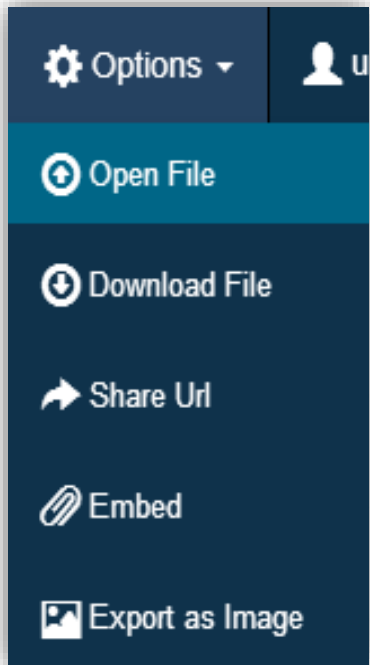 Options
Open File
Download File
Share Url
Embed
Export as Image